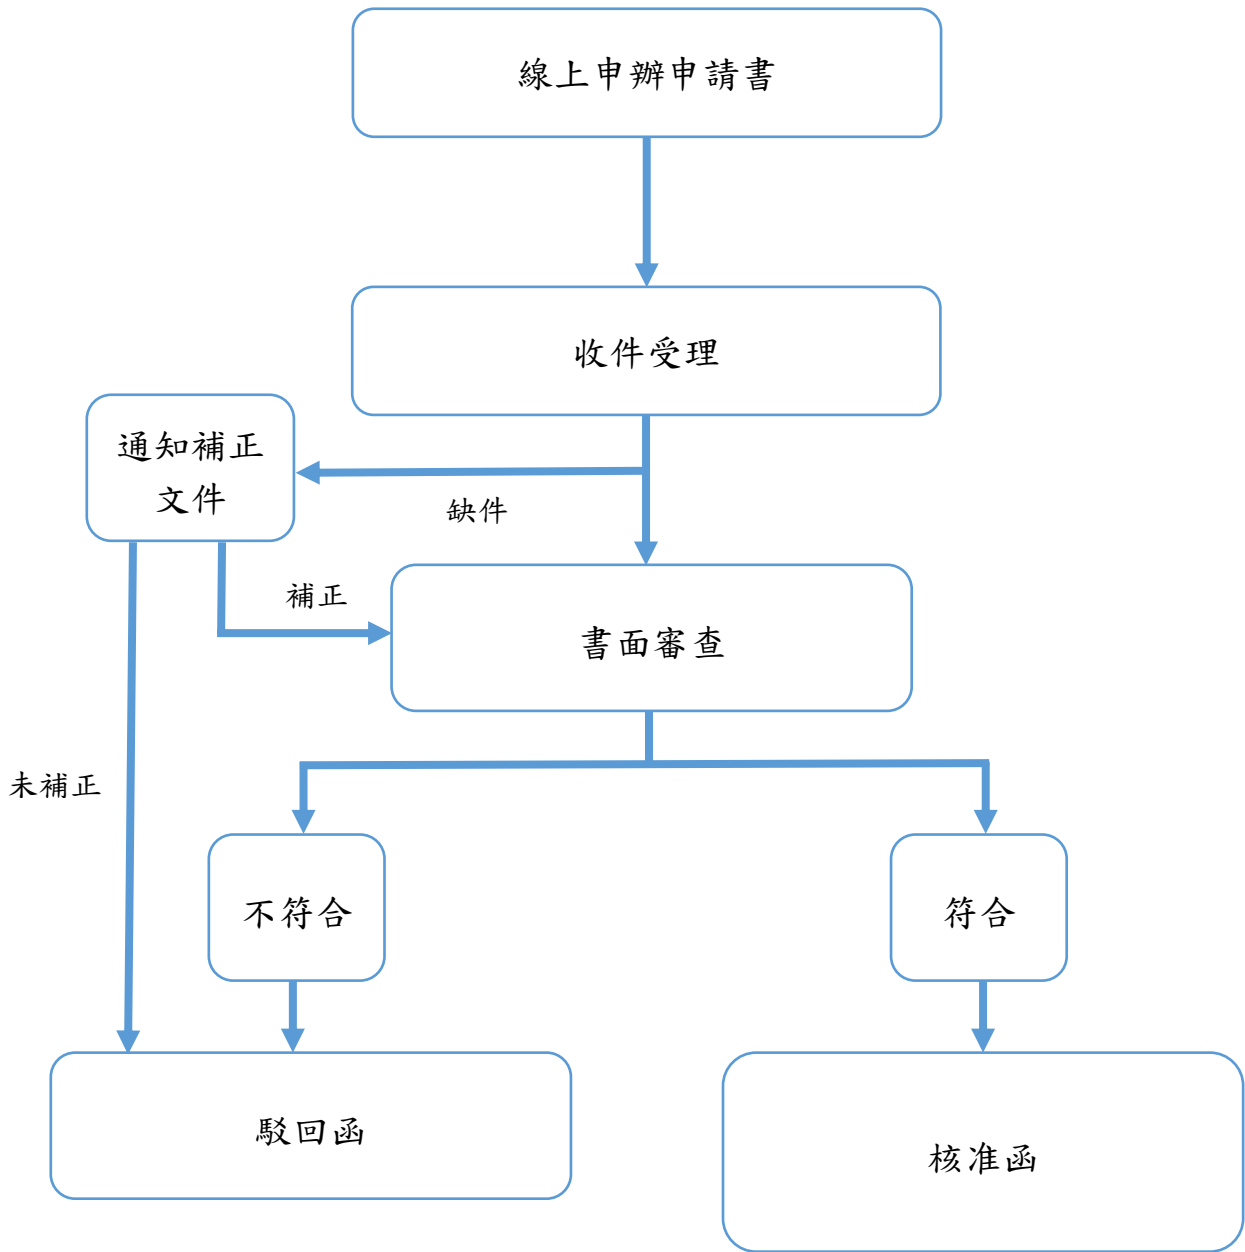 線上申辦申請書
收件受理
通知補正
文件
缺件
補正
書面審查
未補正
不符合
符合
駁回函
核准函